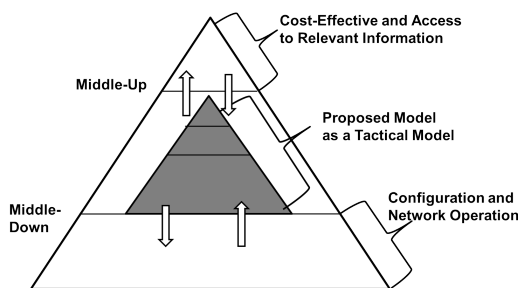 Cost-Effective and Access
to Relevant Information
Middle-Up
Proposed Model
as a Tactical Model
Middle-
Down
Configuration and
Network Operation